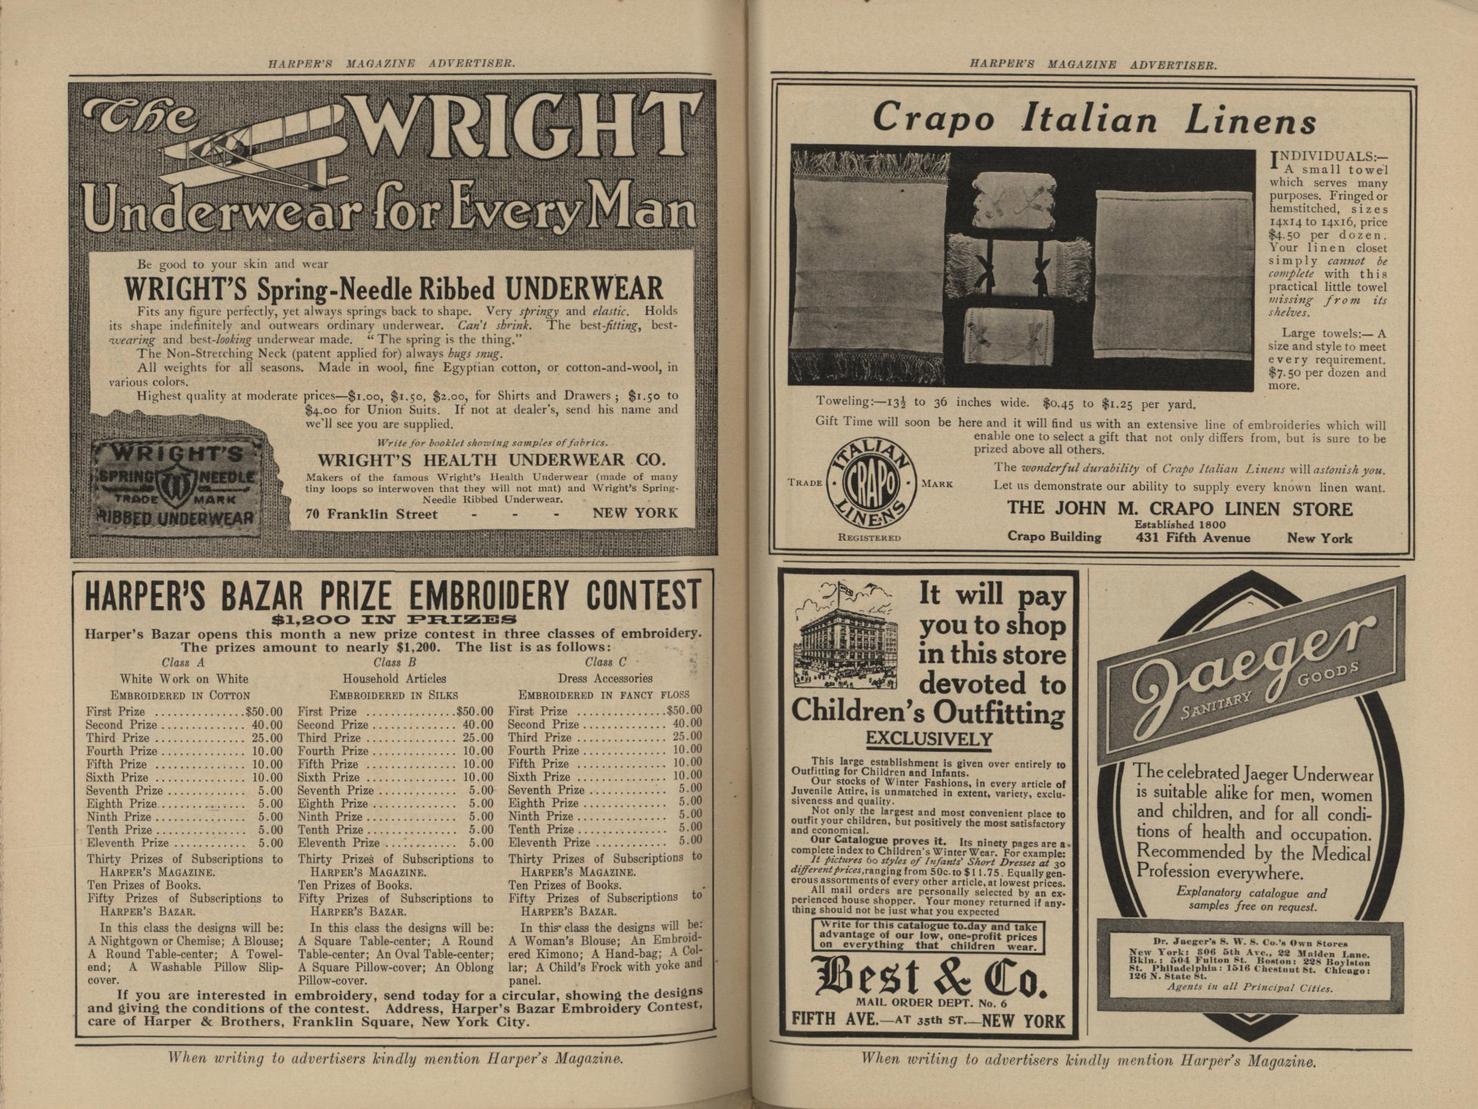 HARPER'S MAGAZINE ADVERTISER.
The WRIGHT
Underwear for Every Man
Be good to your skin and wear
WRIGHT'S Spring-Needle Ribbed UNDERWEAR
Fits any figure perfectly, yet always springs back to shape. Very springy and elastic. Holds
its shape indefinitely and outwears ordinary underwear. Can't shrink. The best-fitting, best-
wearing and best-looking underwear made. "The spring is the thing."
The Non-Stretching Neck (patent applied for) always hugs snug.
All weights for all seasons. Made in wool, fine Egyptian cotton, or cotton-and-wool, in
various colors.
Highest quality at moderate prices—$1.00, $1.50, $2.00, for Shirts and Drawers; $1.50 to
$4.00 for Union Suits. If not at dealer's, send his name and
we'll see you are supplied.
Write for booklet showing samples of fabrics.
WRIGHT'S HEALTH UNDERWEAR CO.
Makers of the famous Wright's Health Underwear (made of many
tiny loops so interwoven that they will not mat) and Wright's Spring-
Needle Ribbed Underwear.
70 Franklin Street - - - NEW YORK
WRIGHT'S
SPRING NEEDLE
TRADE MARK
RIBBED UNDERWEAR
HARPER'S BAZAR PRIZE EMBROIDERY CONTEST
$1,200 IN PRIZES
Harper's Bazar opens this month a new prize contest in three classes of embroidery.
The prizes amount to nearly $1,200. The list is as follows:
Class A
White Work on White
EMBROIDERED IN COTTON
First Prize ..............$50.00
Second Prize .............. 40.00
Third Prize .............. 25.00
Fourth Prize .............. 10.00
Fifth Prize .............. 10.00
Sixth Prize .............. 10.00
Seventh Prize .............. 5.00
Eighth Prize .............. 5.00
Ninth Prize .............. 5.00
Tenth Prize .............. 5.00
Eleventh Prize .............. 5.00
Thirty Prizes of Subscriptions to
HARPER'S MAGAZINE.
Ten Prizes of Books.
Fifty Prizes of Subscriptions to
HARPER'S BAZAR.
In this class the designs will be:
A Nightgown or Chemise; A Blouse;
A Round Table-center; A Towel-
end; A Washable Pillow Slip-
cover.
Class B
Household Articles
EMBROIDERED IN SILKS
First Prize ..............$50.00
Second Prize .............. 40.00
Third Prize .............. 25.00
Fourth Prize .............. 10.00
Fifth Prize .............. 10.00
Sixth Prize .............. 10.00
Seventh Prize .............. 5.00
Eighth Prize .............. 5.00
Ninth Prize .............. 5.00
Tenth Prize .............. 5.00
Eleventh Prize .............. 5.00
Thirty Prizes of Subscriptions to
HARPER'S MAGAZINE.
Ten Prizes of Books.
Fifty Prizes of Subscriptions to
HARPER'S BAZAR.
In this class the designs will be:
A Square Table-center; A Round
Table-center; An Oval Table-center;
A Square Pillow-cover; An Oblong
Pillow-cover.
Class C
Dress Accessories
EMBROIDERED IN FANCY FLOSS
First Prize ..............$50.00
Second Prize .............. 40.00
Third Prize .............. 25.00
Fourth Prize .............. 10.00
Fifth Prize .............. 10.00
Sixth Prize .............. 10.00
Seventh Prize .............. 5.00
Eighth Prize .............. 5.00
Ninth Prize .............. 5.00
Tenth Prize .............. 5.00
Eleventh Prize .............. 5.00
Thirty Prizes of Subscriptions to
HARPER'S MAGAZINE.
Ten Prizes of Books.
Fifty Prizes of Subscriptions to
HARPER'S BAZAR.
In this class the designs will be:
A Woman's Blouse; An Embroid-
ered Kimono; A Hand-bag; A Col-
lar; A Child's Frock with yoke and
panel.
If you are interested in embroidery, send today for a circular, showing the designs
and giving the conditions of the contest. Address, Harper's Bazar Embroidery Contest,
care of Harper & Brothers, Franklin Square, New York City.
When writing to advertisers kindly mention Harper's Magazine.
HARPER'S MAGAZINE ADVERTISER.
Crapo Italian Linens
INDIVIDUALS:—
A small towel
which serves many
purposes. Fringed or
hemstitched, sizes
14x14 to 14x16, price
$4.50 per dozen.
Your linen closet
simply cannot be
complete with this
practical little towel
missing from its
shelves.
Large towels:—A
size and style to meet
every requirement,
$7.50 per dozen and
more.
Toweling:—13½ to 36 inches wide. $0.45 to $1.25 per yard.
Gift Time will soon be here and it will find us with an extensive line of embroideries which will
enable one to select a gift that not only differs from, but is sure to be
prized above all others.
The wonderful durability of Crapo Italian Linens will astonish you.
Let us demonstrate our ability to supply every known linen want.
TRADE MARK
ITALIAN
CRAPO
LINENS
REGISTERED
THE JOHN M. CRAPO LINEN STORE
Established 1800
Crapo Building 431 Fifth Avenue New York
It will pay
you to shop
in this store
devoted to
Children's Outfitting
EXCLUSIVELY
This large establishment is given over entirely to
Outfitting for Children and Infants.
Our stocks of Winter Fashions, in every article of
Juvenile Attire, is unmatched in extent, variety, exclu-
siveness and quality.
Not only the largest and most convenient place to
outfit your children, but positively the most satisfactory
and economical.
Our Catalogue proves it. Its ninety pages are a
complete index to Children's Winter Wear. For example:
It pictures 60 styles of Infants' Short Dresses at 30
different prices, ranging from 50c. to $11.75. Equally gen-
erous assortments of every other article, at lowest prices.
All mail orders are personally selected by an ex-
perienced house shopper. Your money returned if any-
thing should not be just what you expected
Write for this catalogue to.day and take
advantage of our low, one-profit prices
on everything that children wear.
Best & Co.
MAIL ORDER DEPT. No. 6
FIFTH AVE.—AT 35th ST.—NEW YORK
Jaeger
SANITARY GOODS
The celebrated Jaeger Underwear
is suitable alike for men, women
and children, and for all condi-
tions of health and occupation.
Recommended by the Medical
Profession everywhere.
Explanatory catalogue and
samples free on request.
Dr. Jaeger's S. W. S. Co.'s Own Stores
New York: 306 5th Ave., 22 Maiden Lane.
Bkln.: 504 Fulton St. Boston: 228 Boylston
St. Philadelphia: 1516 Chestnut St. Chicago:
126 N. State St.
Agents in all Principal Cities.
When writing to advertisers kindly mention Harper's Magazine.